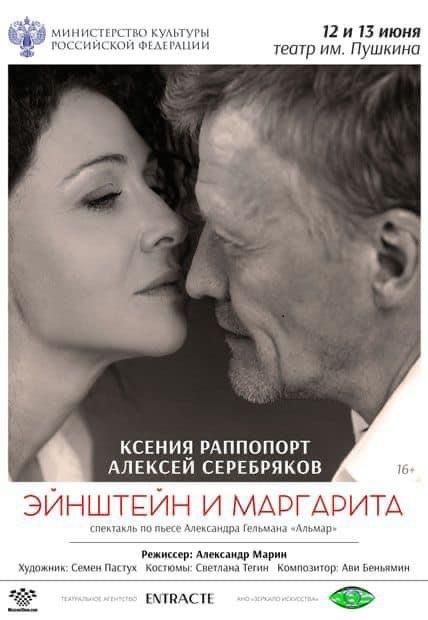 МИНИСТЕРСТВО КУЛЬТУРЫ
РОССИЙСКОЙ ФЕДЕРАЦИИ
12 и 13 июня
театр им. Пушкина
КСЕНИЯ РАППОПОРТ
АЛЕКСЕЙ СЕРЕБРЯКОВ
16+
ЭЙНШТЕЙН И МАРГАРИТА
спектакль по пьесе Александра Гельмана «Альмар»
Режиссер: Александр Марин
Художник: Семен Пастух Костюмы: Светлана Тегин Композитор: Ави Беньямин
ТЕАТРАЛЬНОЕ АГЕНТСТВО ENTRACTE АНО «ЗЕРКАЛО ИСКУССТВА»